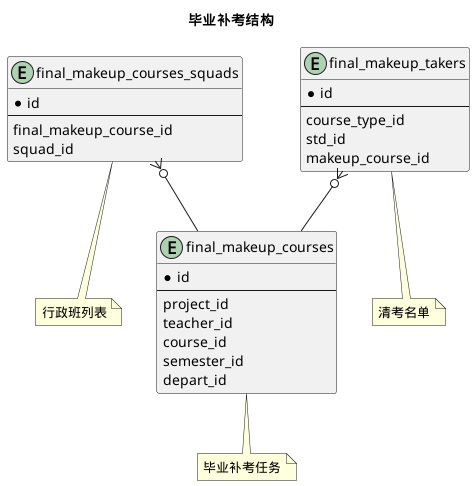 毕业补考结构
E final_makeup_courses_squads
* id
final_makeup_course_id
squad_id
E final_makeup_takers
* id
course_type_id
std_id
makeup_course_id
行政班列表
E final_makeup_courses
* id
project_id
teacher_id
course_id
semester_id
depart_id
清考名单
毕业补考任务